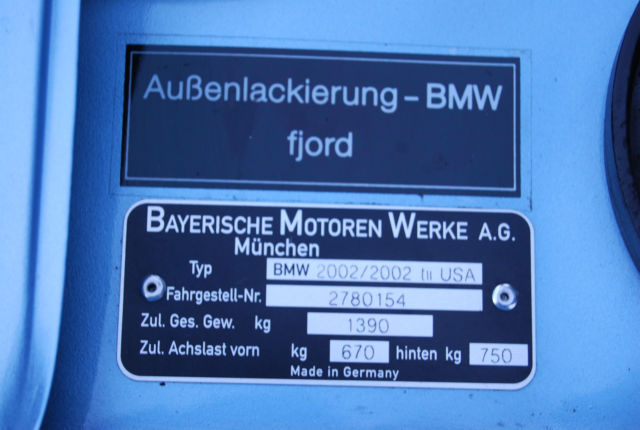 Außenlackierung – BMW
fjord
BAYERISCHE MOTOREN WERKE A.G.
München
Typ BMW 2002/2002 tii USA
Fahrgestell-Nr. 2780154
Zul. Ges. Gew. kg 1390
Zul. Achslast vorn kg 670 hinten kg 750
Made in Germany